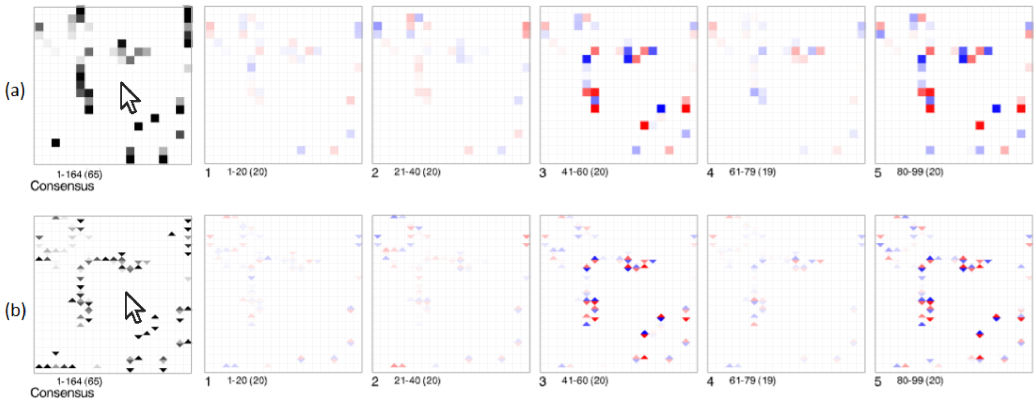 (a)
1-164 (65)
Consensus
1 1-20 (20)
2 21-40 (20)
3 41-60 (20)
4 61-79 (19)
5 80-99 (20)
(b)
1-164 (65)
Consensus
1 1-20 (20)
2 21-40 (20)
3 41-60 (20)
4 61-79 (19)
5 80-99 (20)